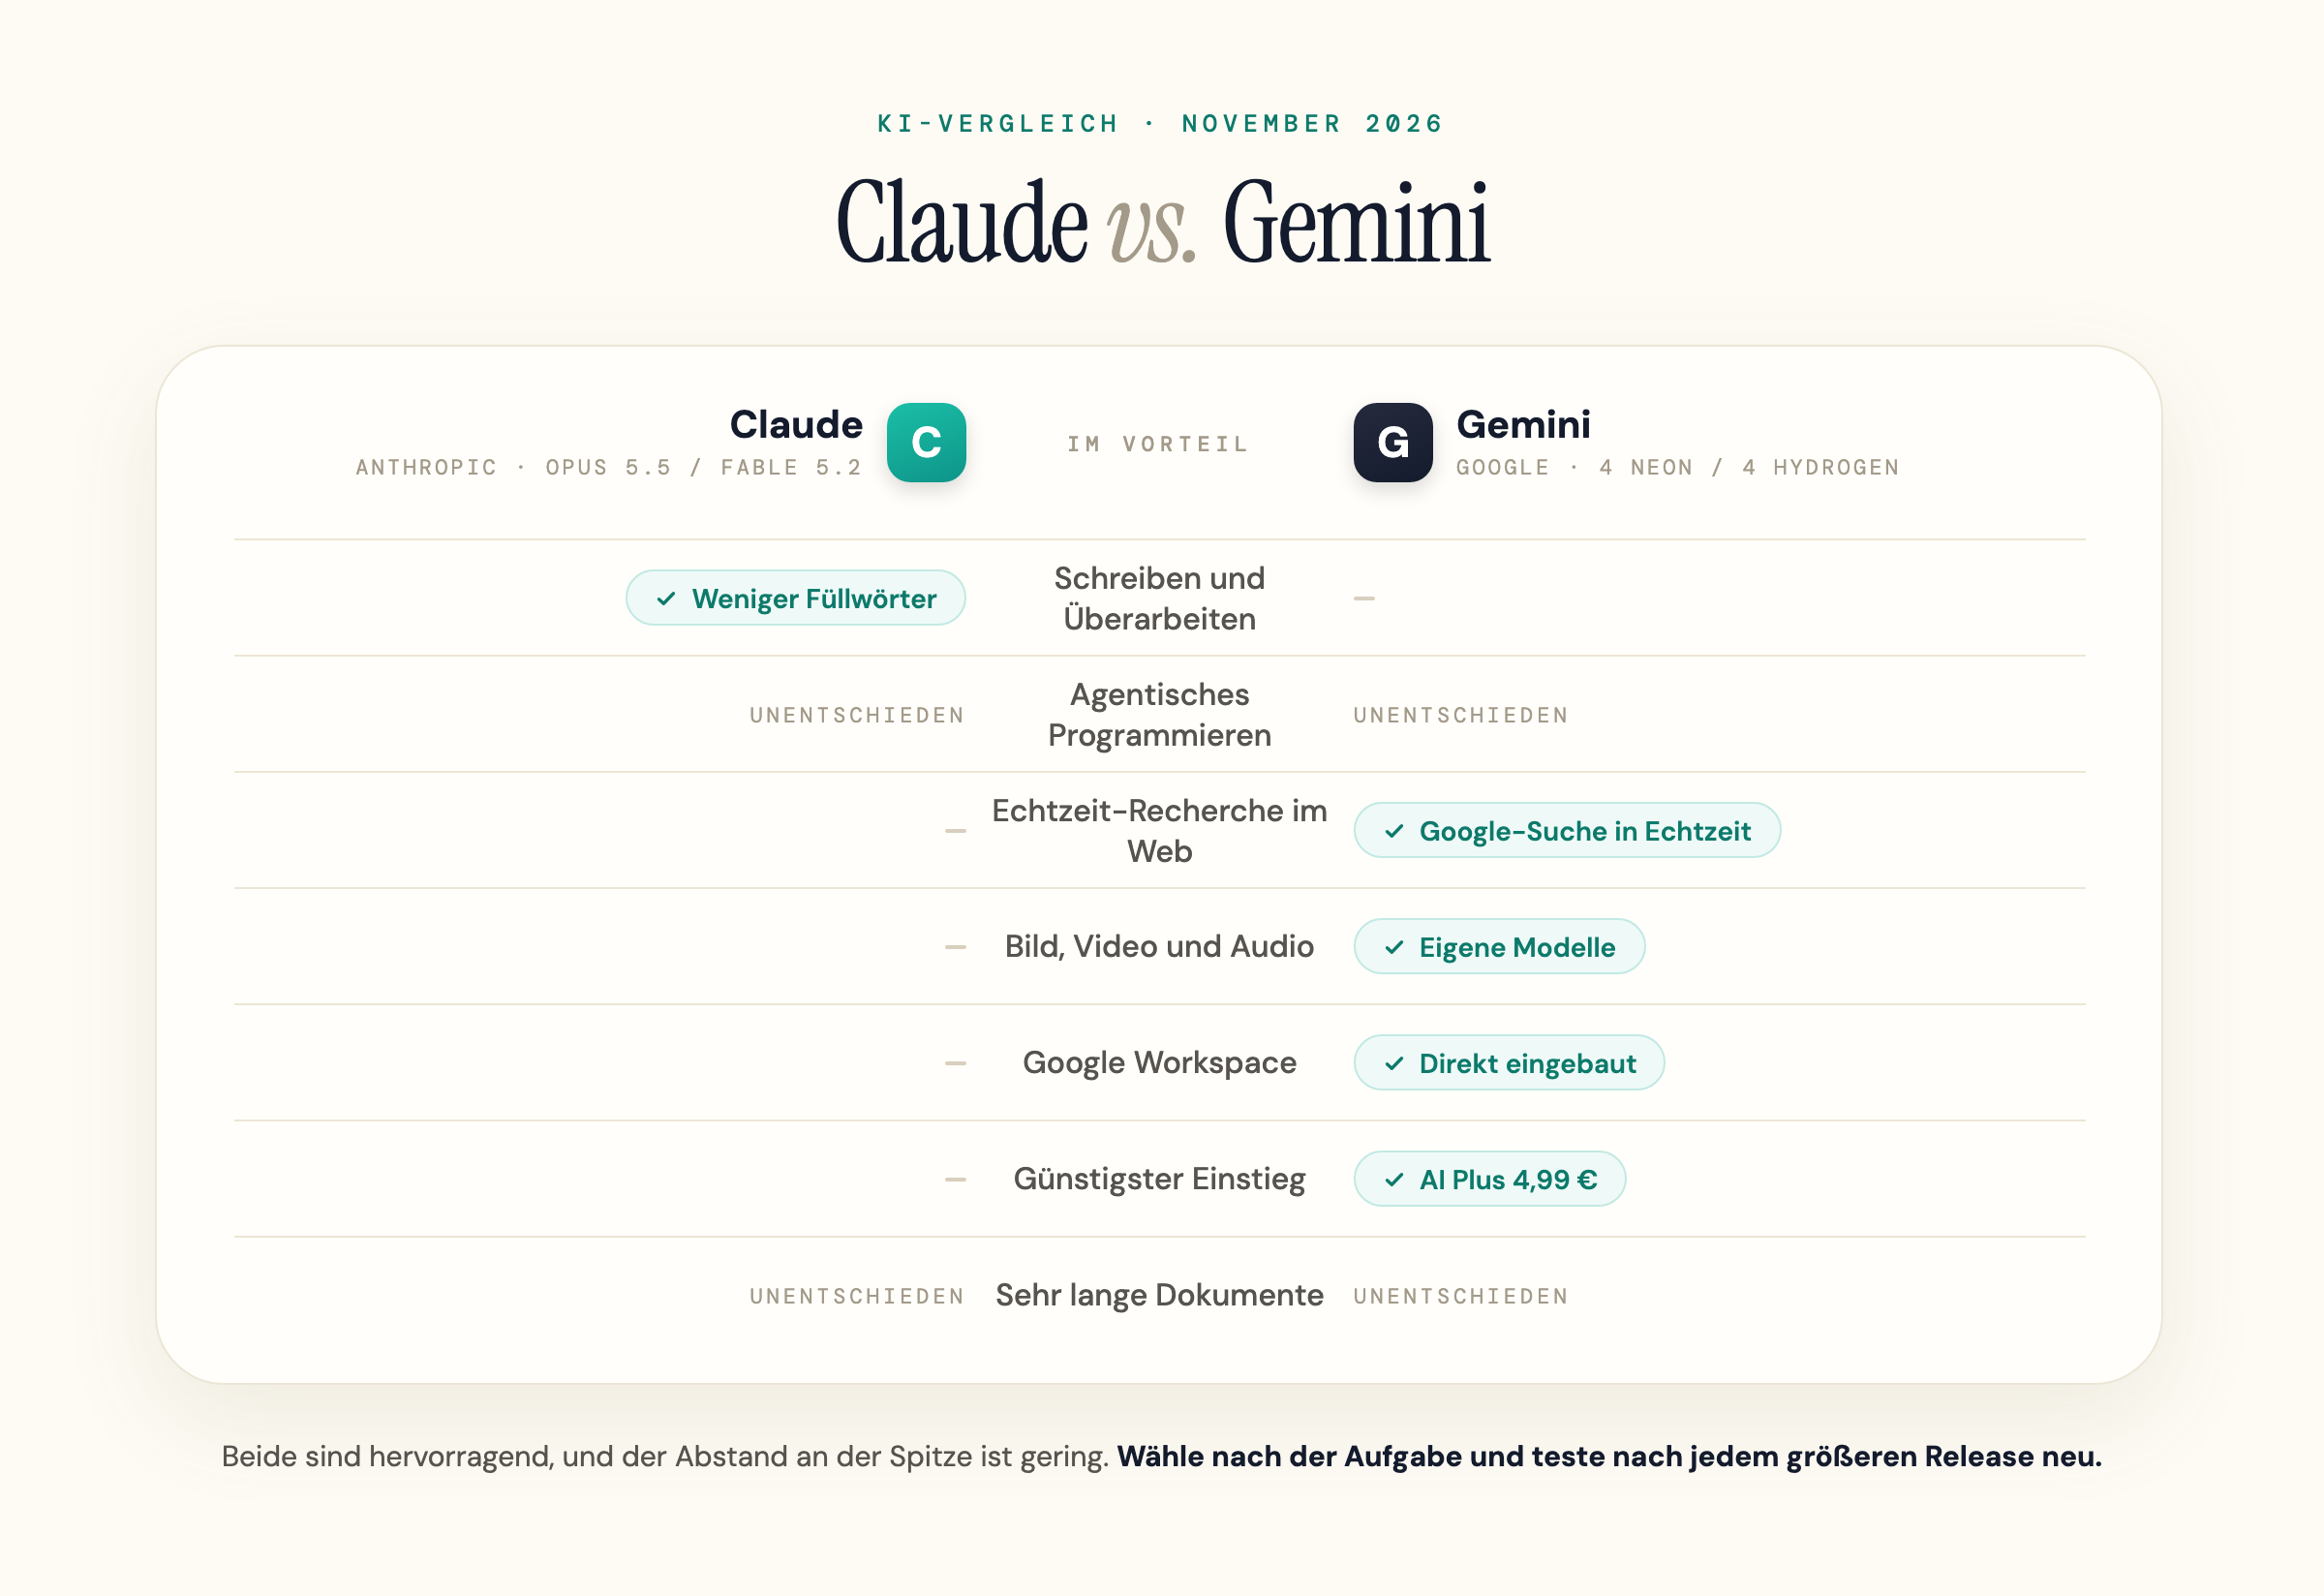 KI-VERGLEICH · NOVEMBER 2026
Claude vs. Gemini
Claude
ANTHROPIC · OPUS 5.5 / FABLE 5.2
C
IM VORTEIL
G
Gemini
GOOGLE · 4 NEON / 4 HYDROGEN
✓ Weniger Füllwörter
Schreiben und
Überarbeiten
–
UNENTSCHIEDEN
Agentisches
Programmieren
UNENTSCHIEDEN
–
Echtzeit-Recherche im
Web
✓ Google-Suche in Echtzeit
–
Bild, Video und Audio
✓ Eigene Modelle
–
Google Workspace
✓ Direkt eingebaut
–
Günstigster Einstieg
✓ AI Plus 4,99 €
UNENTSCHIEDEN
Sehr lange Dokumente
UNENTSCHIEDEN
Beide sind hervorragend, und der Abstand an der Spitze ist gering. Wähle nach der Aufgabe und teste nach jedem größeren Release neu.